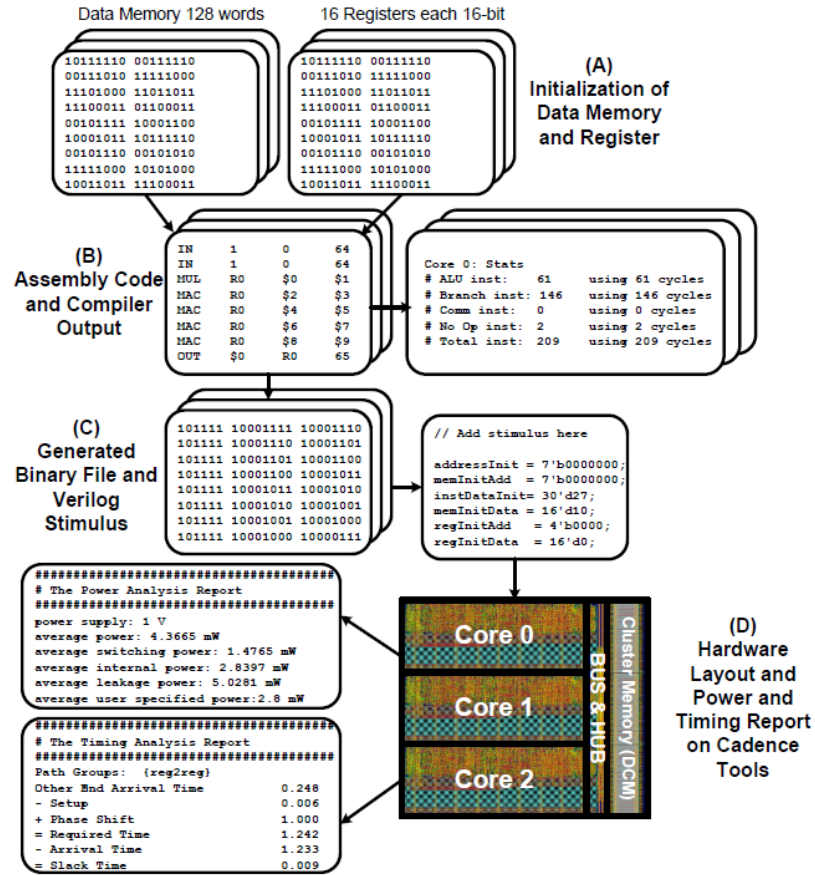 Data Memory 128 words
16 Registers each 16-bit
10111110 00111110
00111010 11111000
11101000 11011011
11100011 01100011
00101111 10001100
10001011 10111110
00101110 00101010
11111000 10101000
10011011 11100011
10111110 00111110
00111010 11111000
11101000 11011011
11100011 01100011
00101111 10001100
10001011 10111110
00101110 00101010
11111000 10101000
10011011 11100011
(A)
Initialization of
Data Memory
and Register
(B)
Assembly Code
and Compiler
Output
IN 1 0 64
IN 1 0 64
MUL R0 $0 $1
MAC R0 $2 $3
MAC R0 $4 $5
MAC R0 $6 $7
MAC R0 $8 $9
OUT $0 R0 65
Core 0: Stats
# ALU inst: 61 using 61 cycles
# Branch inst: 146 using 146 cycles
# Comm inst: 0 using 0 cycles
# No Op inst: 2 using 2 cycles
# Total inst: 209 using 209 cycles
(C)
Generated
Binary File and
Verilog
Stimulus
101111 10001111 10001110
101111 10001110 10001101
101111 10001101 10001100
101111 10001100 10001011
101111 10001011 10001010
101111 10001010 10001001
101111 10001001 10001000
101111 10001000 10000111
// Add stimulus here
addressInit = 7'b0000000;
memInitAdd = 7'b0000000;
instDataInit= 30'd27;
memInitData = 16'd10;
regInitAdd = 4'b0000;
regInitData = 16'd0;
#######################################
# The Power Analysis Report
#######################################
power supply: 1 V
average power: 4.3665 mW
average switching power: 1.4765 mW
average internal power: 2.8397 mW
average leakage power: 5.0281 mW
average user specified power:2.8 mW
#######################################
# The Timing Analysis Report
#######################################
Path Groups: {reg2reg}
Other End Arrival Time 0.248
- Setup 0.006
+ Phase Shift 1.000
= Required Time 1.242
- Arrival Time 1.233
= Slack Time 0.009
Core 0
Core 1
Core 2
BUS & HUB
Cluster Memory (DCM)
(D)
Hardware
Layout and
Power and
Timing Report
on Cadence
Tools